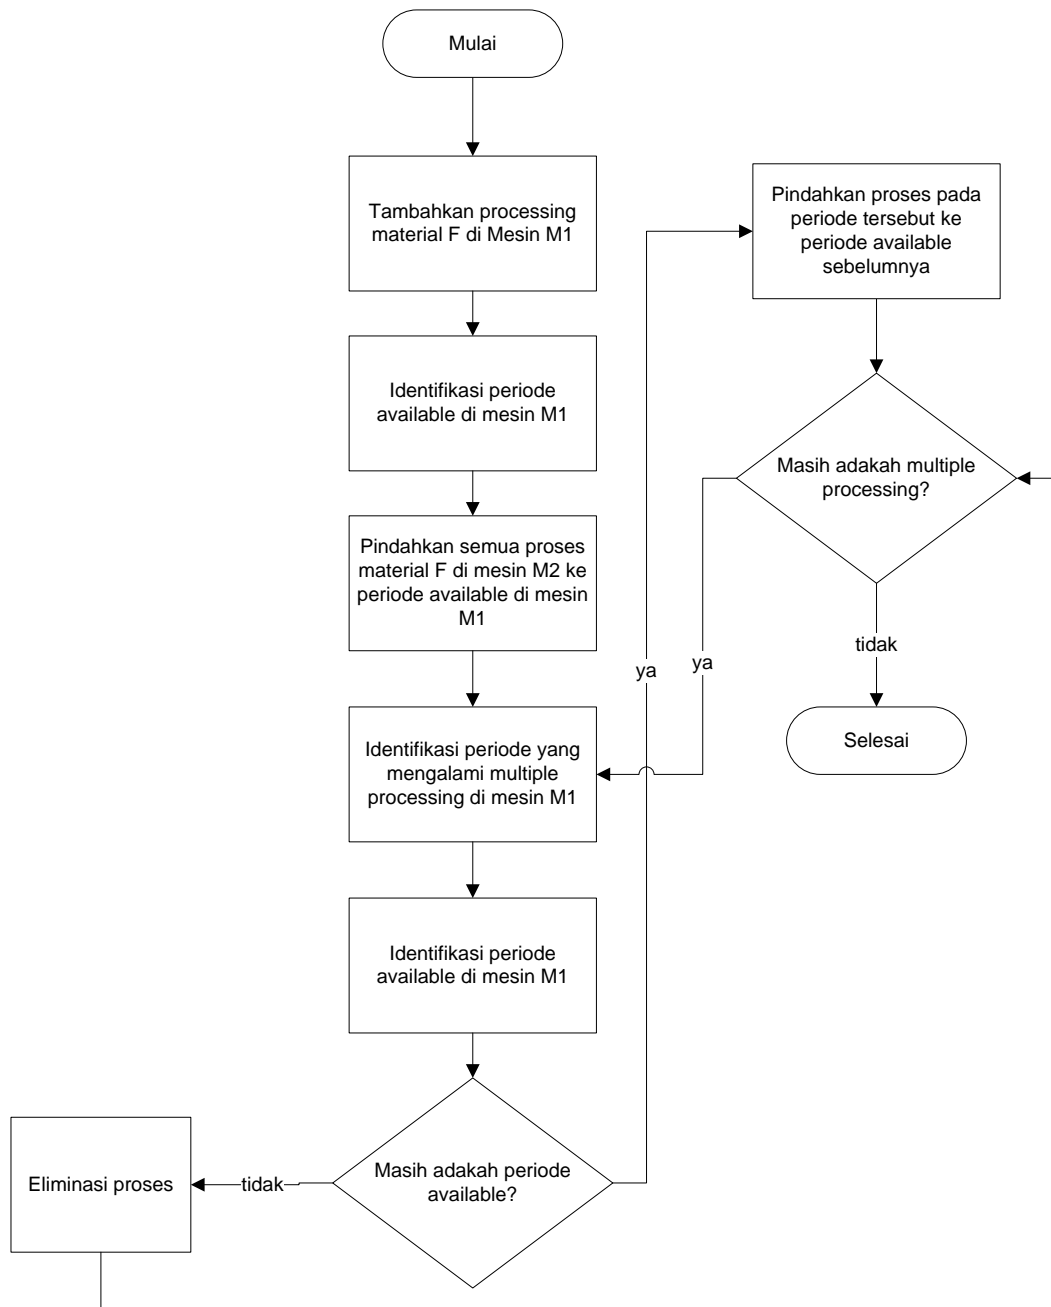 Mulai
Tambahkan processing
material F di Mesin M1
Identifikasi periode
available di mesin M1
Pindahkan semua proses
material F di mesin M2 ke
periode available di mesin
M1
Identifikasi periode yang
mengalami multiple
processing di mesin M1
Identifikasi periode
available di mesin M1
Masih adakah periode
available?
tidak
Eliminasi proses
ya
Pindahkan proses pada
periode tersebut ke
periode available
sebelumnya
Masih adakah multiple
processing?
ya
tidak
Selesai